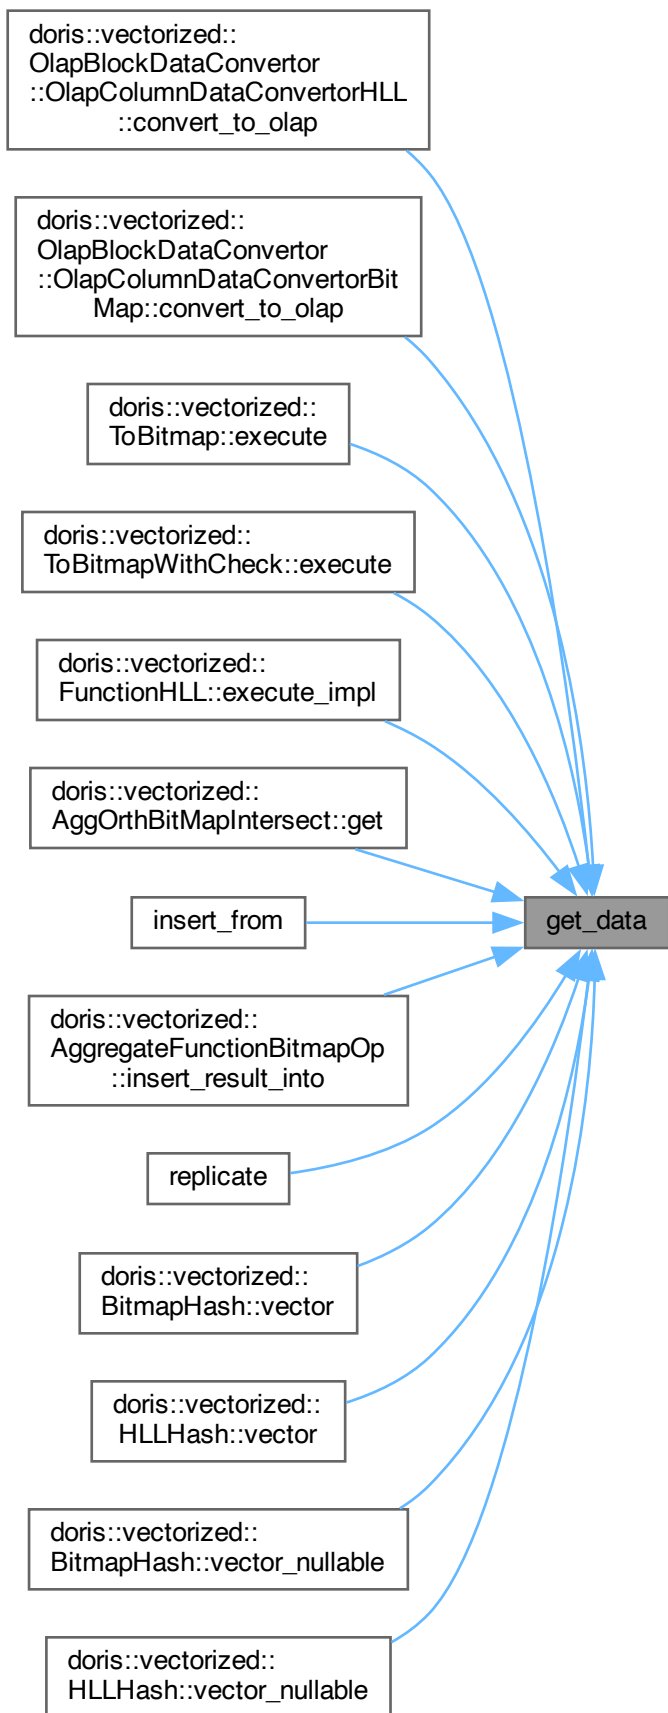 doris::vectorized::
OlapBlockDataConvertor
::OlapColumnDataConvertorHLL
::convert_to_olap
doris::vectorized::
OlapBlockDataConvertor
::OlapColumnDataConvertorBit
Map::convert_to_olap
doris::vectorized::
ToBitmap::execute
doris::vectorized::
ToBitmapWithCheck::execute
doris::vectorized::
FunctionHLL::execute_impl
doris::vectorized::
AggOrthBitMapIntersect::get
insert_from
get_data
doris::vectorized::
AggregateFunctionBitmapOp
::insert_result_into
replicate
doris::vectorized::
BitmapHash::vector
doris::vectorized::
HLLHash::vector
doris::vectorized::
BitmapHash::vector_nullable
doris::vectorized::
HLLHash::vector_nullable